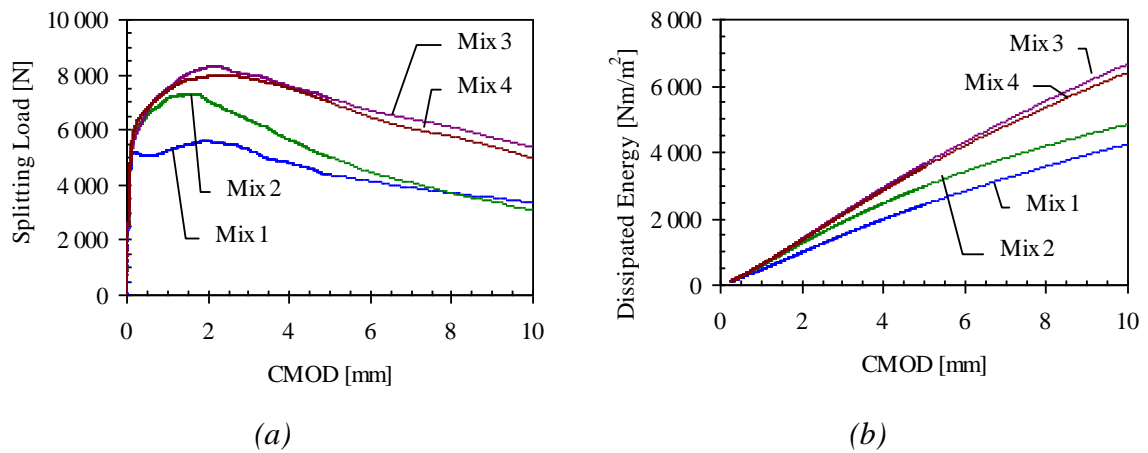 Splitting Load [N]
10 000
8 000
6 000
4 000
2 000
0
0 2 4 6 8 10
CMOD [mm]
Mix 3
Mix 4
Mix 2
Mix 1
(a)
Dissipated Energy [Nm/m²]
8 000
6 000
4 000
2 000
0
0 2 4 6 8 10
CMOD [mm]
Mix 3
Mix 4
Mix 1
Mix 2
(b)